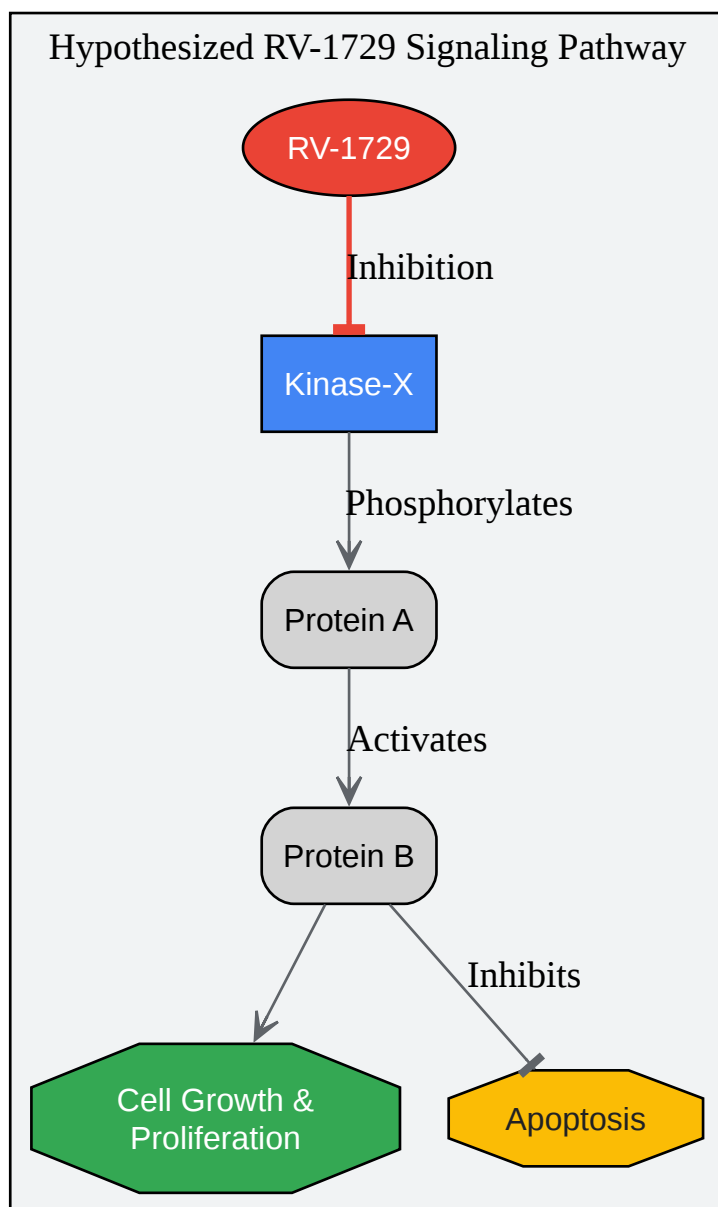 Hypothesized RV-1729 Signaling Pathway
RV-1729
Inhibition
Kinase-X
Phosphorylates
Protein A
Activates
Protein B
Inhibits
Cell Growth &
Proliferation
Apoptosis